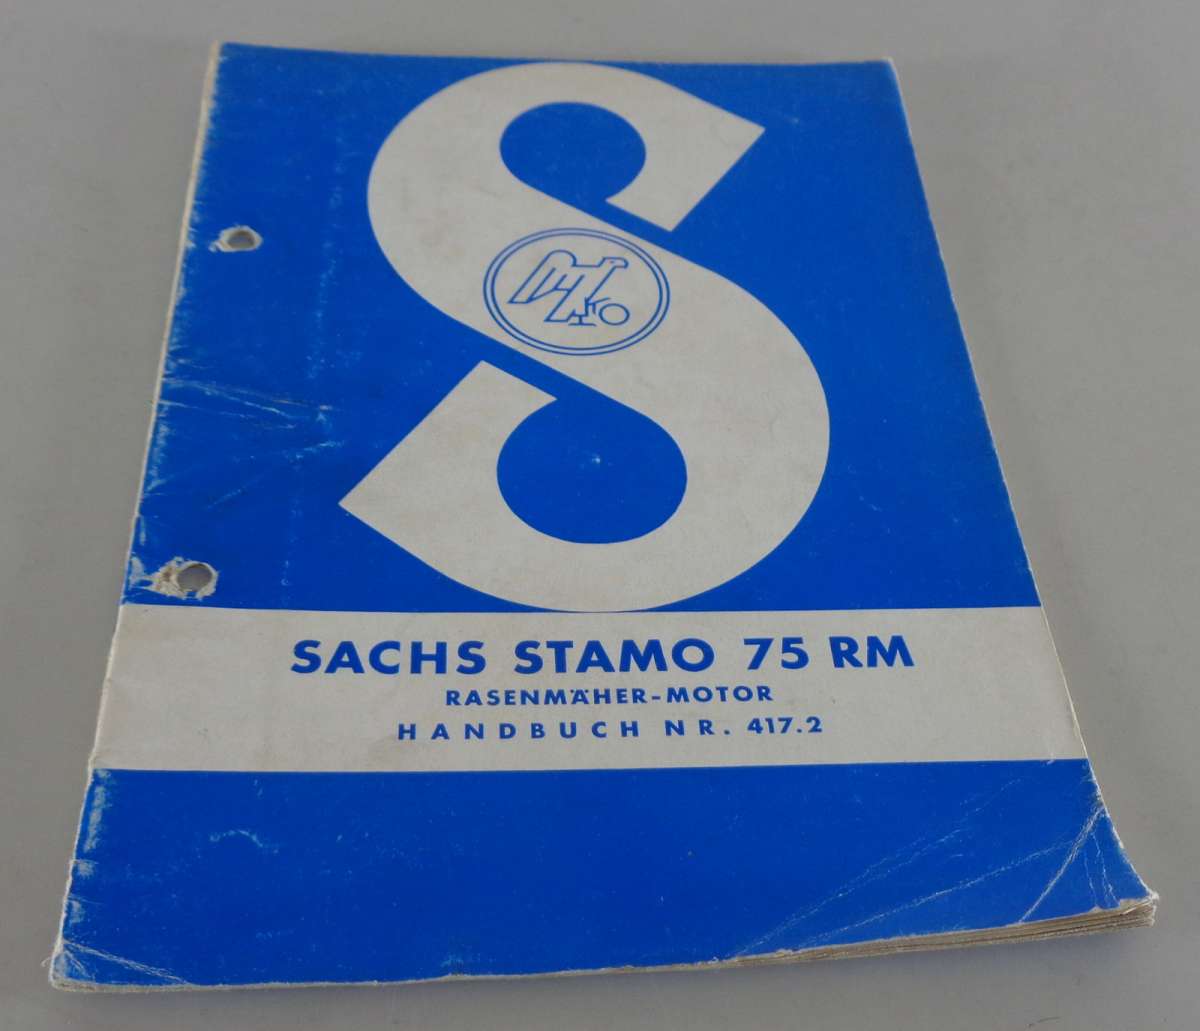 S
SACHS STAMO 75 RM
RASENMÄHER-MOTOR
HANDBUCH NR. 417.2